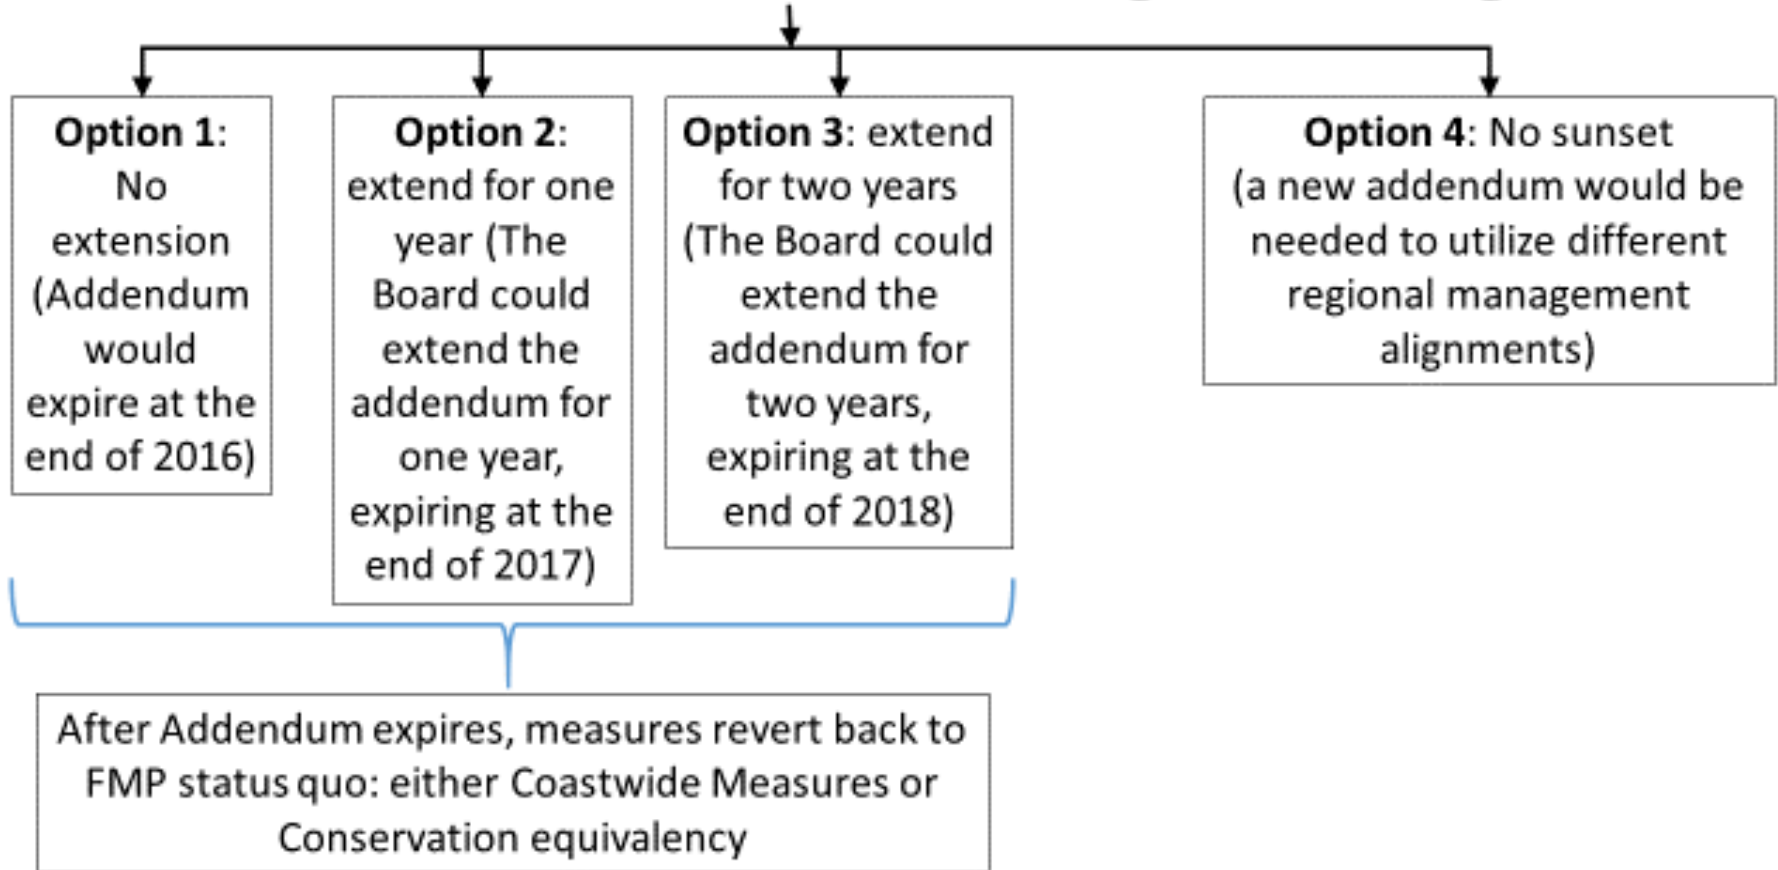 Option 1:
No
extension
(Addendum
would
expire at the
end of 2016)
Option 2:
extend for one
year (The
Board could
extend the
addendum for
one year,
expiring at the
end of 2017)
Option 3: extend
for two years
(The Board could
extend the
addendum for
two years,
expiring at the
end of 2018)
Option 4: No sunset
(a new addendum would be
needed to utilize different
regional management
alignments)
After Addendum expires, measures revert back to
FMP status quo: either Coastwide Measures or
Conservation equivalency